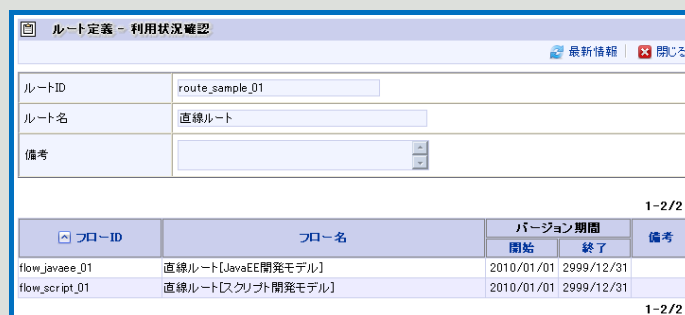 ルート定義 - 利用状況確認
最新情報 閉じる
ルートID route_sample_01
ルート名 直線ルート
備考
1-2/2
フローID フロー名 バージョン期間 備考
開始 終了
flow_javaee_01 直線ルート[JavaEE開発モデル] 2010/01/01 2999/12/31
flow_script_01 直線ルート[スクリプト開発モデル] 2010/01/01 2999/12/31
1-2/2